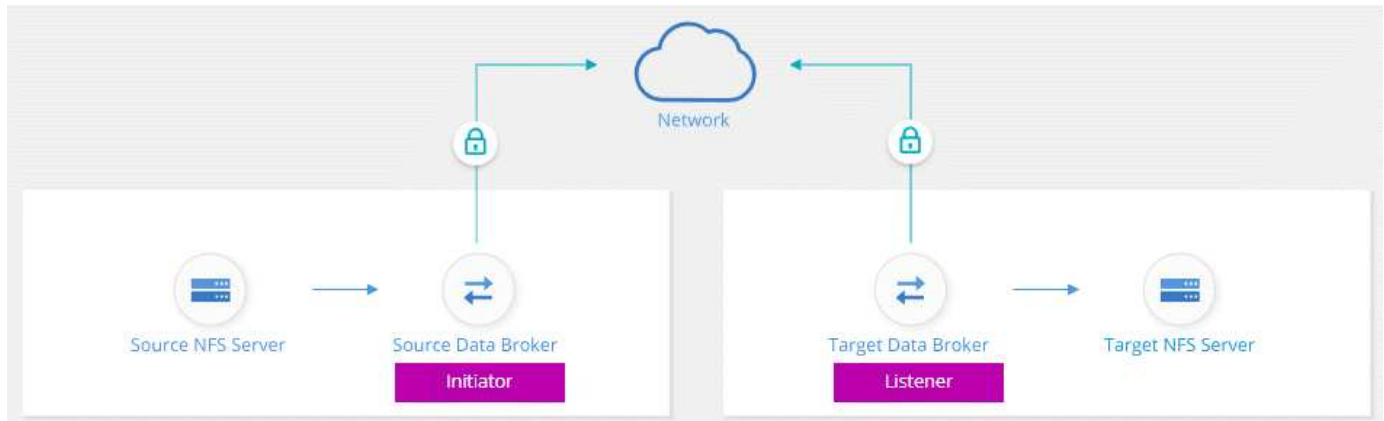 Network
Source NFS Server
Source Data Broker
Target Data Broker
Target NFS Server
Initiator
Listener